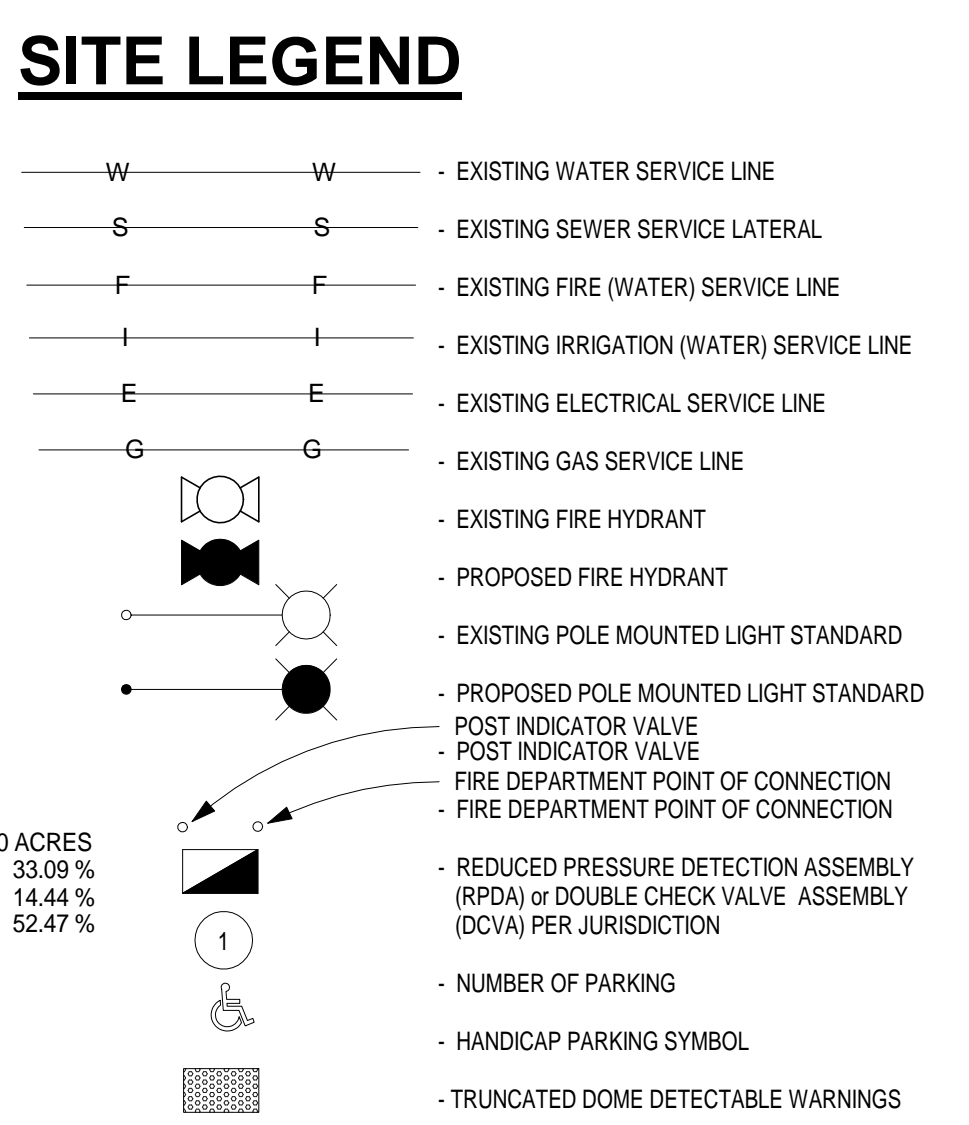 SITE LEGEND
W W - EXISTING WATER SERVICE LINE
S S - EXISTING SEWER SERVICE LATERAL
F F - EXISTING FIRE (WATER) SERVICE LINE
I I - EXISTING IRRIGATION (WATER) SERVICE LINE
E E - EXISTING ELECTRICAL SERVICE LINE
G G - EXISTING GAS SERVICE LINE
- EXISTING FIRE HYDRANT
- PROPOSED FIRE HYDRANT
- EXISTING POLE MOUNTED LIGHT STANDARD
- PROPOSED POLE MOUNTED LIGHT STANDARD
POST INDICATOR VALVE
- POST INDICATOR VALVE
FIRE DEPARTMENT POINT OF CONNECTION
- FIRE DEPARTMENT POINT OF CONNECTION
0 ACRES
33.09 %
14.44 %
52.47 %
- REDUCED PRESSURE DETECTION ASSEMBLY
(RPDA) or DOUBLE CHECK VALVE ASSEMBLY
(DCVA) PER JURISDICTION
1
- NUMBER OF PARKING
- HANDICAP PARKING SYMBOL
- TRUNCATED DOME DETECTABLE WARNINGS